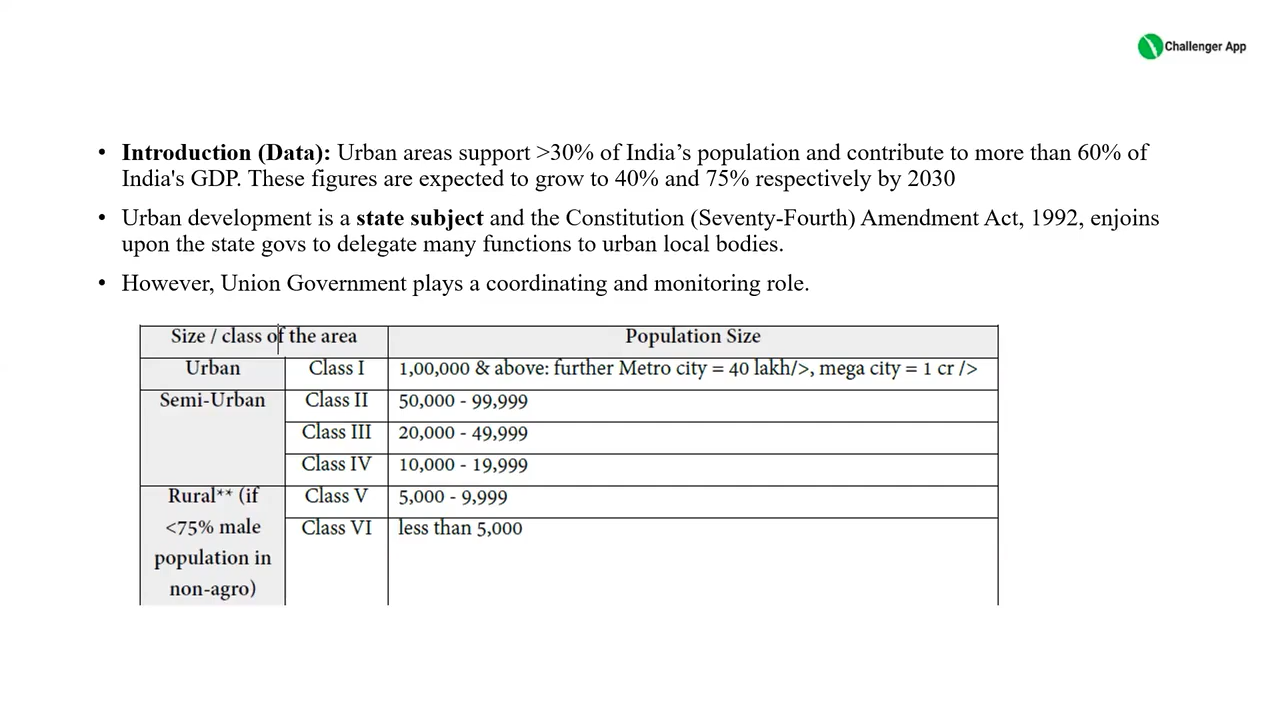 Challenger App
• Introduction (Data): Urban areas support >30% of India’s population and contribute to more than 60% of
India's GDP. These figures are expected to grow to 40% and 75% respectively by 2030
• Urban development is a state subject and the Constitution (Seventy-Fourth) Amendment Act, 1992, enjoins
upon the state govs to delegate many functions to urban local bodies.
• However, Union Government plays a coordinating and monitoring role.
Size / class of the area Population Size
Urban Class I 1,00,000 & above: further Metro city = 40 lakh/>, mega city = 1 cr />
Semi-Urban Class II 50,000 - 99,999
Class III 20,000 - 49,999
Class IV 10,000 - 19,999
Rural** (if Class V 5,000 - 9,999
<75% male Class VI less than 5,000
population in
non-agro)